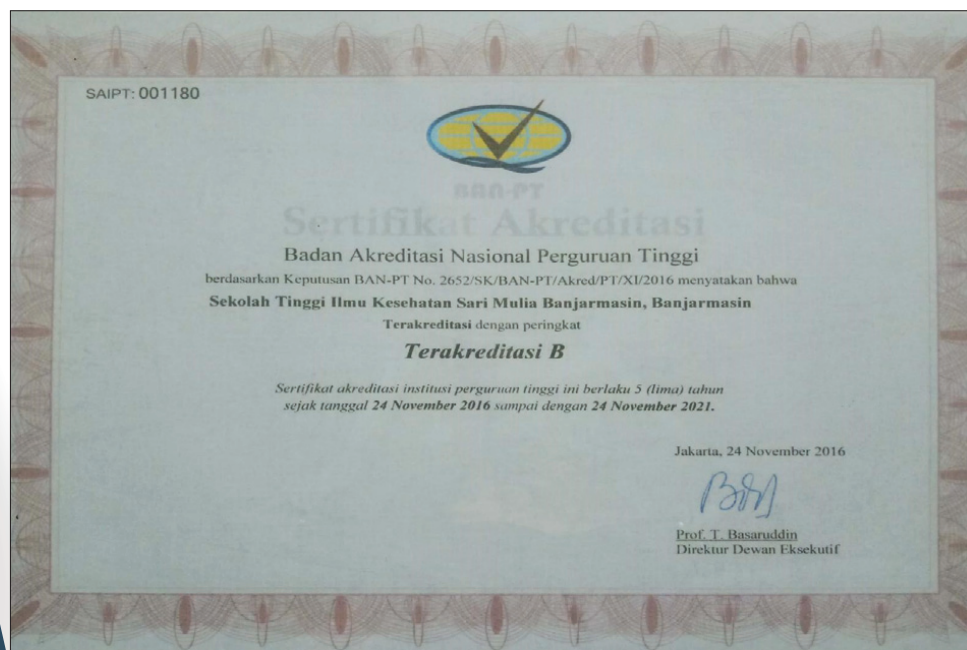 SAIPT: 001180
BAN-PT
Sertifikat Akreditasi
Badan Akreditasi Nasional Perguruan Tinggi
berdasarkan Keputusan BAN-PT No. 2652/SK/BAN-PT/Akred/PT/XI/2016 menyatakan bahwa
Sekolah Tinggi Ilmu Kesehatan Sari Mulia Banjarmasin, Banjarmasin
Terakreditasi dengan peringkat
Terakreditasi B
Sertifikat akreditasi institusi perguruan tinggi ini berlaku 5 (lima) tahun
sejak tanggal 24 November 2016 sampai dengan 24 November 2021.
Jakarta, 24 November 2016
Prof. T. Basaruddin
Direktur Dewan Eksekutif